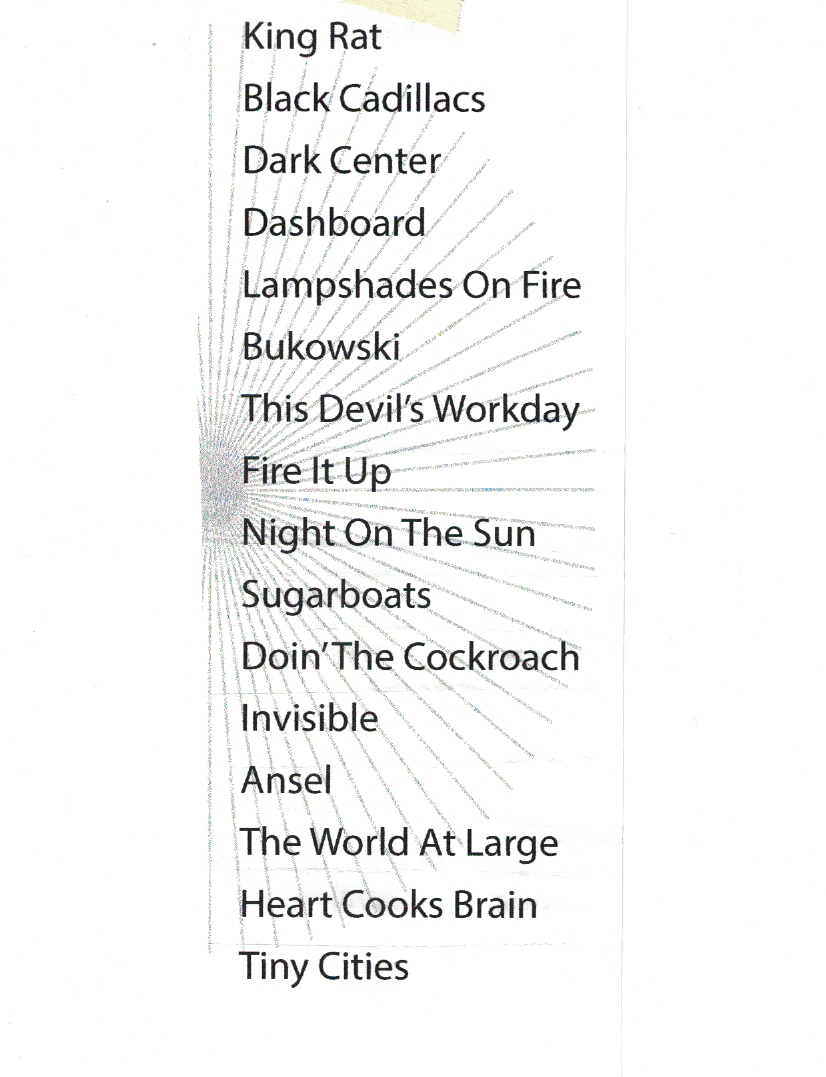 King Rat
Black Cadillacs
Dark Center
Dashboard
Lampshades On Fire
Bukowski
This Devil’s Workday
Fire It Up
Night On The Sun
Sugarboats
Doin’ The Cockroach
Invisible
Ansel
The World At Large
Heart Cooks Brain
Tiny Cities